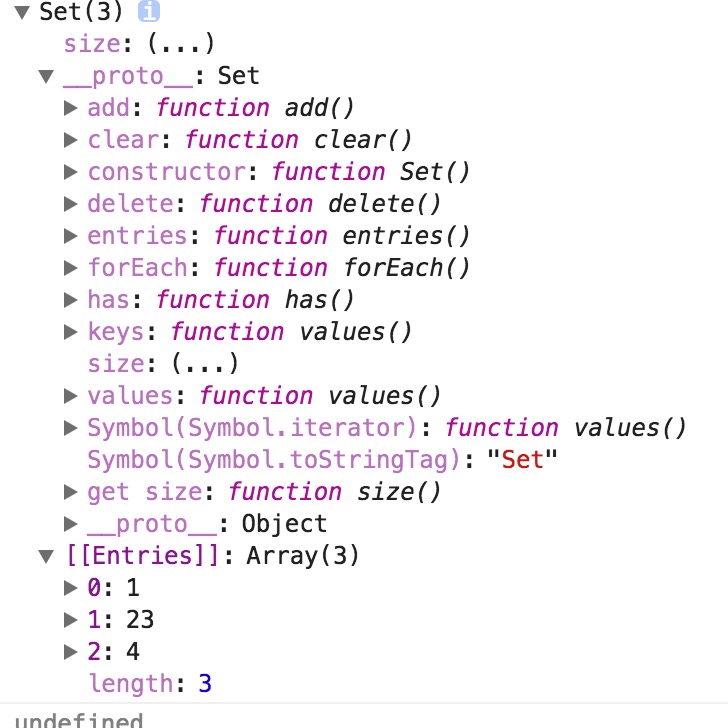 ▼ Set(3) i
size: (...)
▼ __proto__: Set
▶ add: function add()
▶ clear: function clear()
▶ constructor: function Set()
▶ delete: function delete()
▶ entries: function entries()
▶ forEach: function forEach()
▶ has: function has()
▶ keys: function values()
size: (...)
▶ values: function values()
▶ Symbol(Symbol.iterator): function values()
Symbol(Symbol.toStringTag): "Set"
▶ get size: function size()
▶ __proto__: Object
▼ [[Entries]]: Array(3)
▶ 0: 1
▶ 1: 23
▶ 2: 4
length: 3
undefined